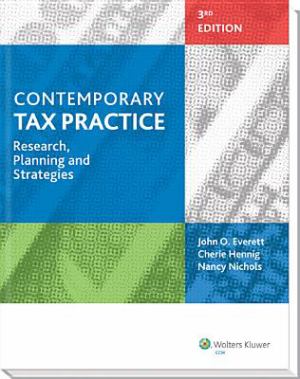 3RD
EDITION
CONTEMPORARY
TAX PRACTICE
Research,
Planning and
Strategies
John O. Everett
Cherie Hennig
Nancy Nichols
Wolters Kluwer
CCH